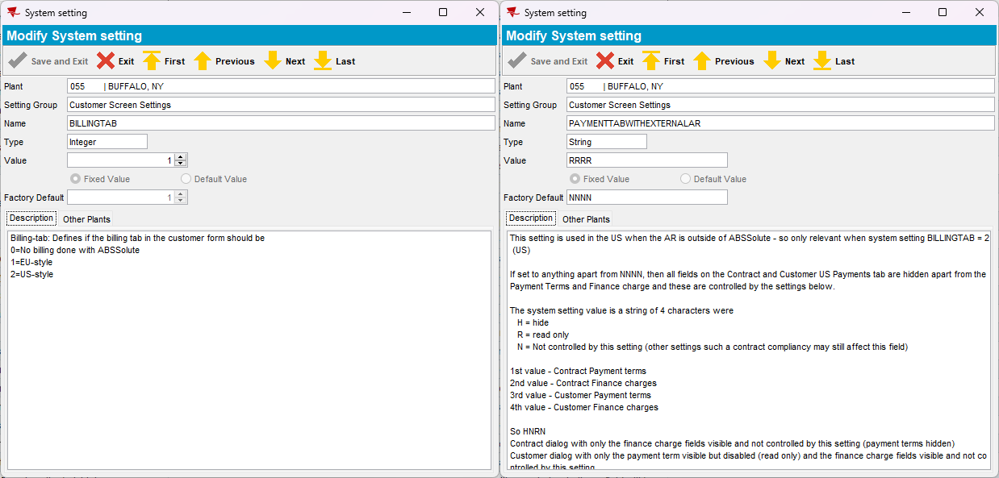 System setting
Modify System setting
Save and Exit Exit First Previous Next Last
Plant 055 | BUFFALO, NY
Setting Group Customer Screen Settings
Name BILLINGTAB
Type Integer
Value 1
Fixed Value Default Value
Factory Default 1
Description Other Plants
Billing-tab: Defines if the billing tab in the customer form should be
0=No billing done with ABSSolute
1=EU-style
2=US-style
System setting
Modify System setting
Save and Exit Exit First Previous Next Last
Plant 055 | BUFFALO, NY
Setting Group Customer Screen Settings
Name PAYMENTTABWITHEXTERNALAR
Type String
Value RRRR
Fixed Value Default Value
Factory Default NNNN
Description Other Plants
This setting is used in the US when the AR is outside of ABSSolute - so only relevant when system setting BILLINGTAB = 2
(US)
If set to anything apart from NNNN, then all fields on the Contract and Customer US Payments tab are hidden apart from the
Payment Terms and Finance charge and these are controlled by the settings below.
The system setting value is a string of 4 characters were
H = hide
R = read only
N = Not controlled by this setting (other settings such a contract compliancy may still affect this field)
1st value - Contract Payment terms
2nd value - Contract Finance charges
3rd value - Customer Payment terms
4th value - Customer Finance charges
So HNRN
Contract dialog with only the finance charge fields visible and not controlled by this setting (payment terms hidden)
Customer dialog with only the payment term visible but disabled (read only) and the finance charge fields visible and not co
ntrolled by this setting